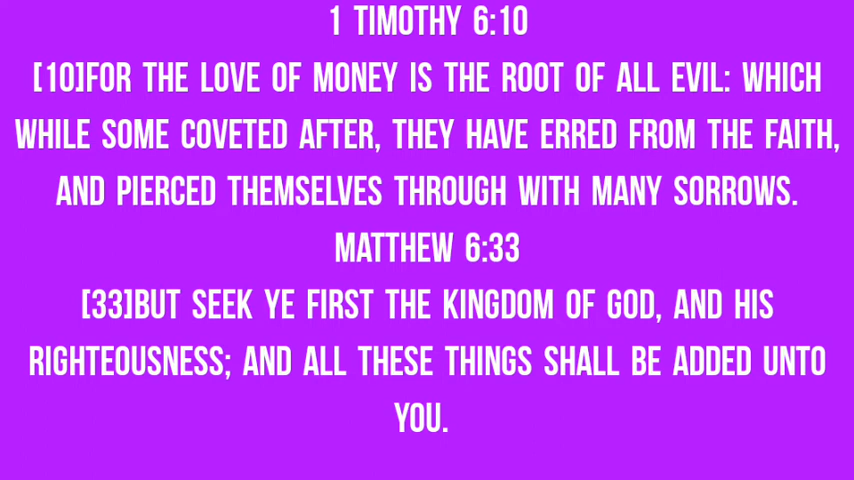 1 TIMOTHY 6:10
[10]FOR THE LOVE OF MONEY IS THE ROOT OF ALL EVIL: WHICH
WHILE SOME COVETED AFTER, THEY HAVE ERRED FROM THE FAITH,
AND PIERCED THEMSELVES THROUGH WITH MANY SORROWS.
MATTHEW 6:33
[33]BUT SEEK YE FIRST THE KINGDOM OF GOD, AND HIS
RIGHTEOUSNESS; AND ALL THESE THINGS SHALL BE ADDED UNTO
YOU.